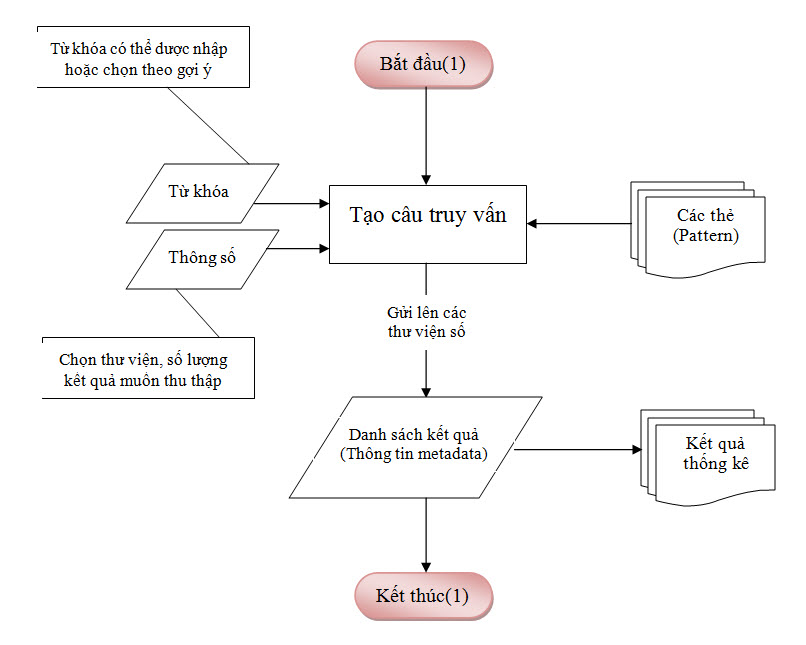 Từ khóa có thể dược nhập
hoặc chọn theo gợi ý
Bắt đầu(1)
Từ khóa
Tạo câu truy vấn
Các thẻ
(Pattern)
Thông số
Gửi lên các
thư viện số
Chọn thư viện, số lượng
kết quả muốn thu thập
Danh sách kết quả
(Thông tin metadata)
Kết quả
thống kê
Kết thúc(1)